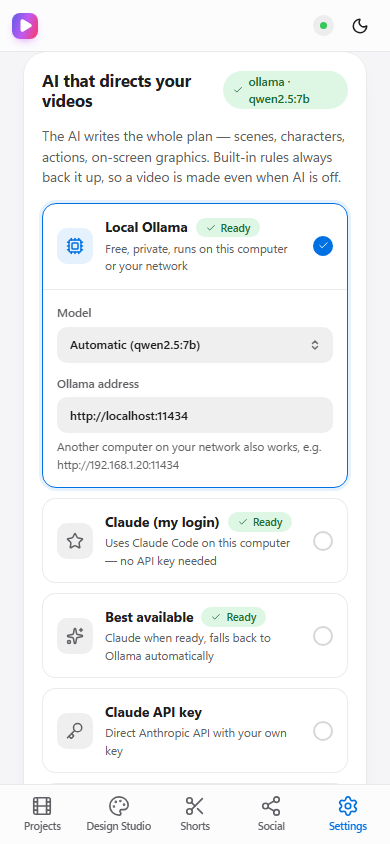 AI that directs your
videos
ollama ·
qwen2.5:7b
The AI writes the whole plan — scenes, characters,
actions, on-screen graphics. Built-in rules always
back it up, so a video is made even when AI is off.
Local Ollama
Ready
Free, private, runs on this computer
or your network
Model
Automatic (qwen2.5:7b)
Ollama address
http://localhost:11434
Another computer on your network also works, e.g.
http://192.168.1.20:11434
Claude (my login)
Ready
Uses Claude Code on this computer
— no API key needed
Best available
Ready
Claude when ready, falls back to
Ollama automatically
Claude API key
Direct Anthropic API with your own
key
Projects
Design Studio
Shorts
Social
Settings